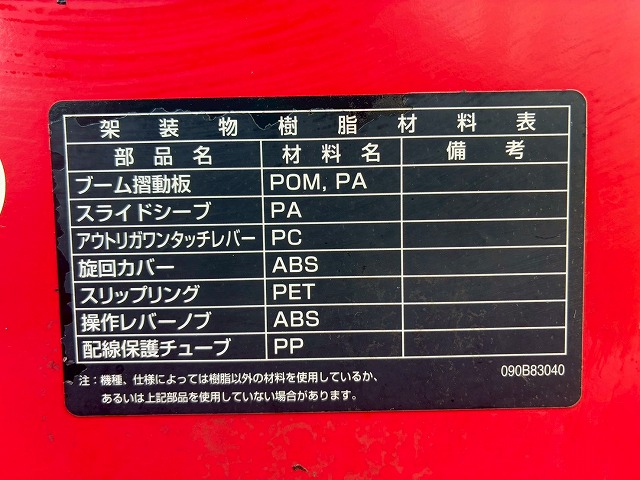 架装物樹脂材料表
部品名 材料名 備考
ブーム摺動板 POM, PA
スライドシーブ PA
アウトリガワンタッチレバー PC
旋回カバー ABS
スリップリング PET
操作レバーノブ ABS
配線保護チューブ PP
注：機種、仕様によっては樹脂以外の材料を使用しているか、
あるいは上記部品を使用していない場合があります。
090B83040